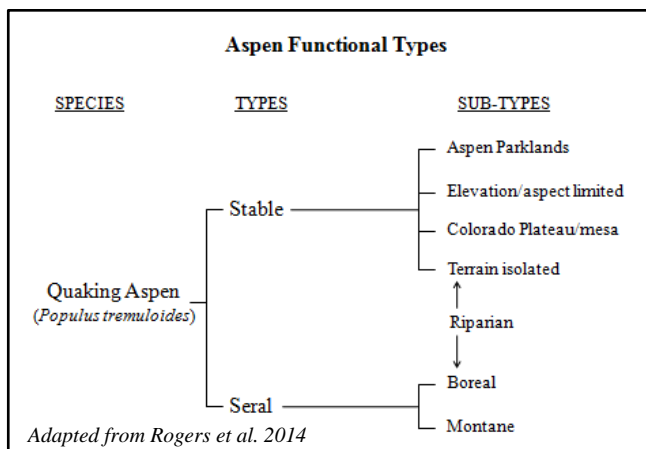 Aspen Functional Types
SPECIES TYPES SUB-TYPES
Aspen Parklands
Elevation/aspect limited
Stable
Colorado Plateau/mesa
Terrain isolated
Quaking Aspen
(Populus tremuloides)
Riparian
Boreal
Seral
Montane
Adapted from Rogers et al. 2014